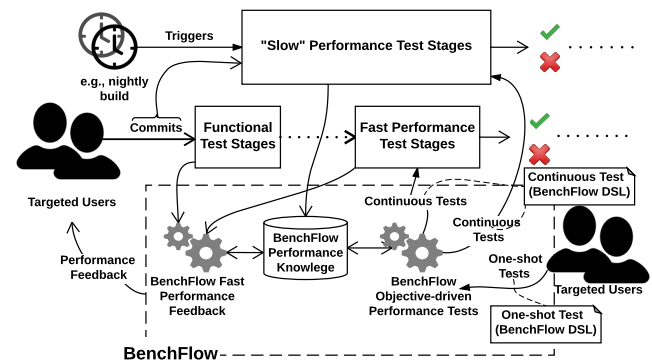 Triggers
"Slow" Performance Test Stages
e.g., nightly
build
Commits
Functional
Test Stages
Fast Performance
Test Stages
Continuous Test
(BenchFlow DSL)
Targeted Users
Continuous Tests
Continuous
Tests
BenchFlow
Performance
Knowlege
One-shot
Tests
Performance
Feedback
BenchFlow Fast
Performance
Feedback
BenchFlow
Objective-driven
Performance Tests
Targeted Users
One-shot Test
(BenchFlow DSL)
BenchFlow